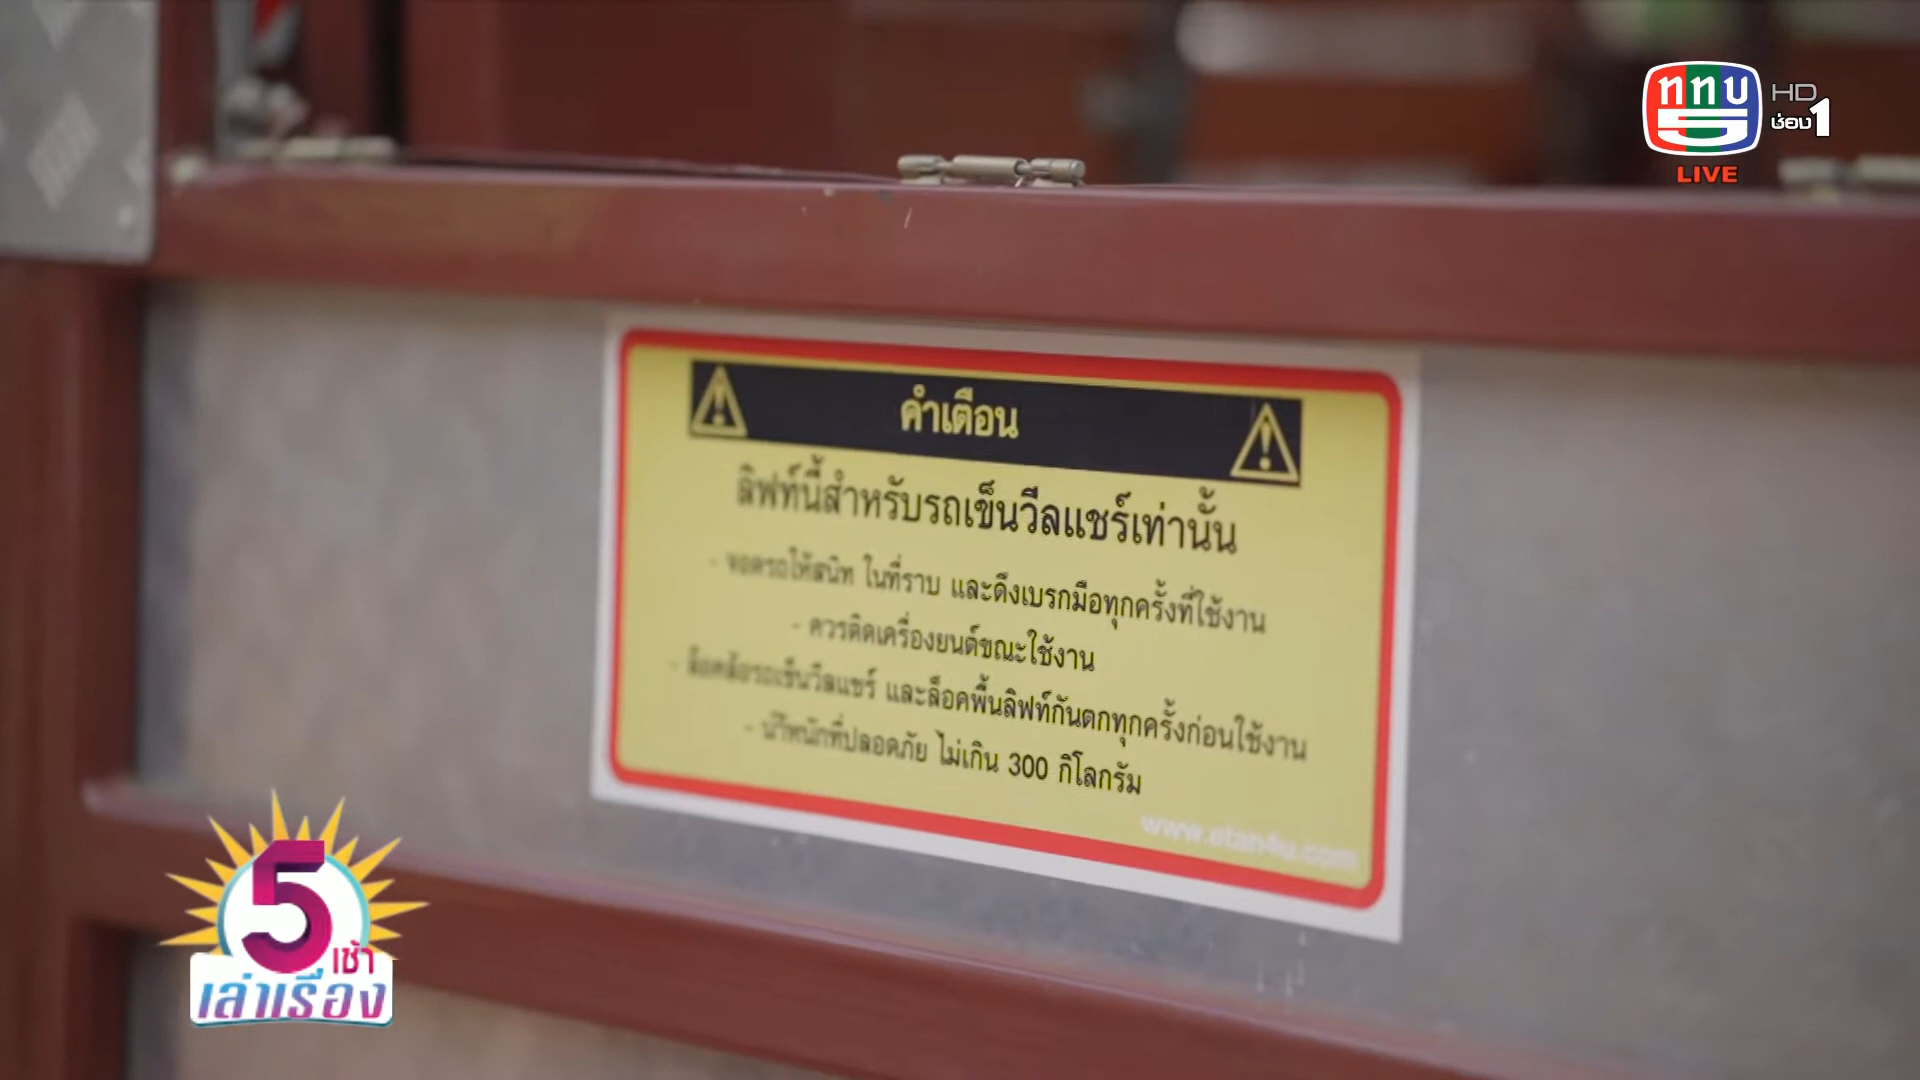 ททบ
5
HD
ช่อง1
LIVE
คำเตือน
ลิฟท์นี้สำหรับรถเข็นวีลแชร์เท่านั้น
- จอดรถให้สนิท ในที่ราบ และดึงเบรกมือทุกครั้งที่ใช้งาน
- ควรติดเครื่องยนต์ขณะใช้งาน
- ล็อคล้อรถเข็นวีลแชร์ และล็อคพื้นลิฟท์กันตกทุกครั้งก่อนใช้งาน
- น้ำหนักที่ปลอดภัย ไม่เกิน 300 กิโลกรัม
www.etan4u.com
5
เช้า
เล่าเรื่อง